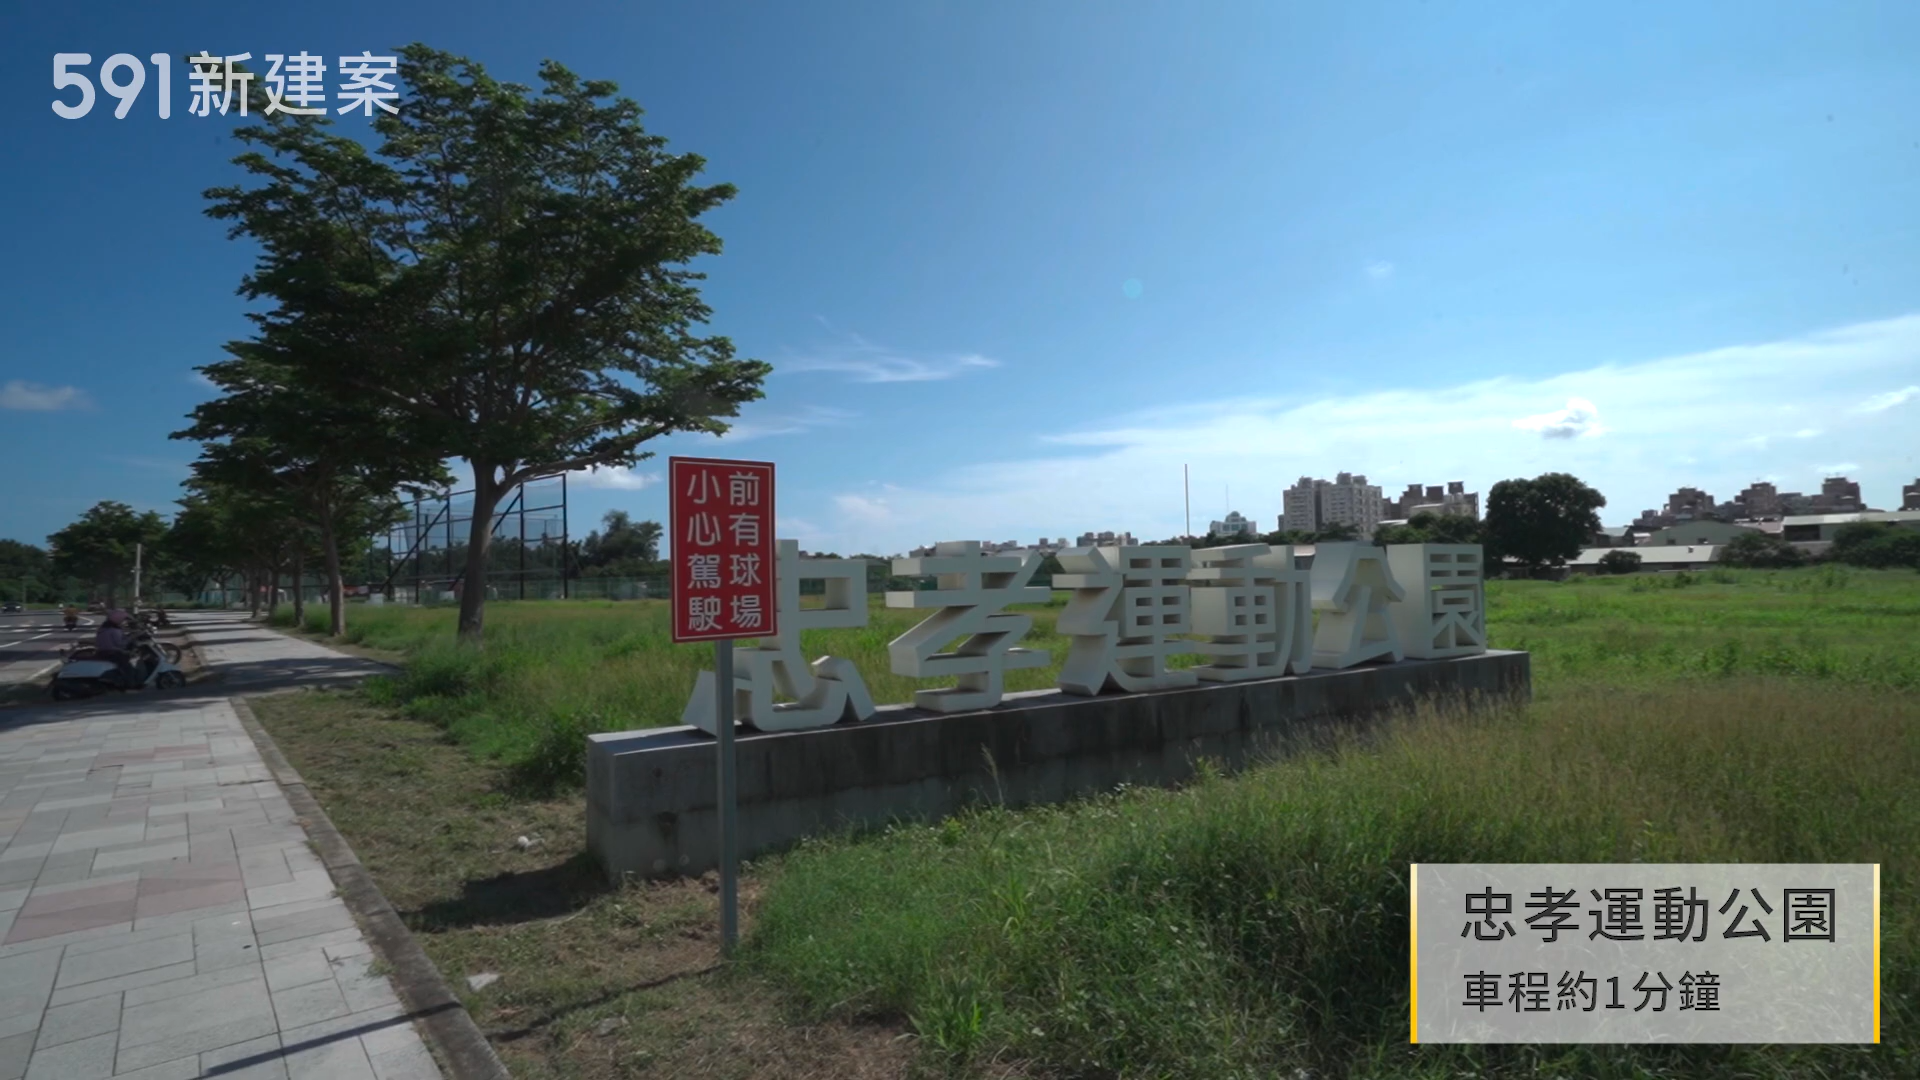 591新建案
前有球場
小心駕駛
忠孝運動公園
忠孝運動公園
車程約1分鐘